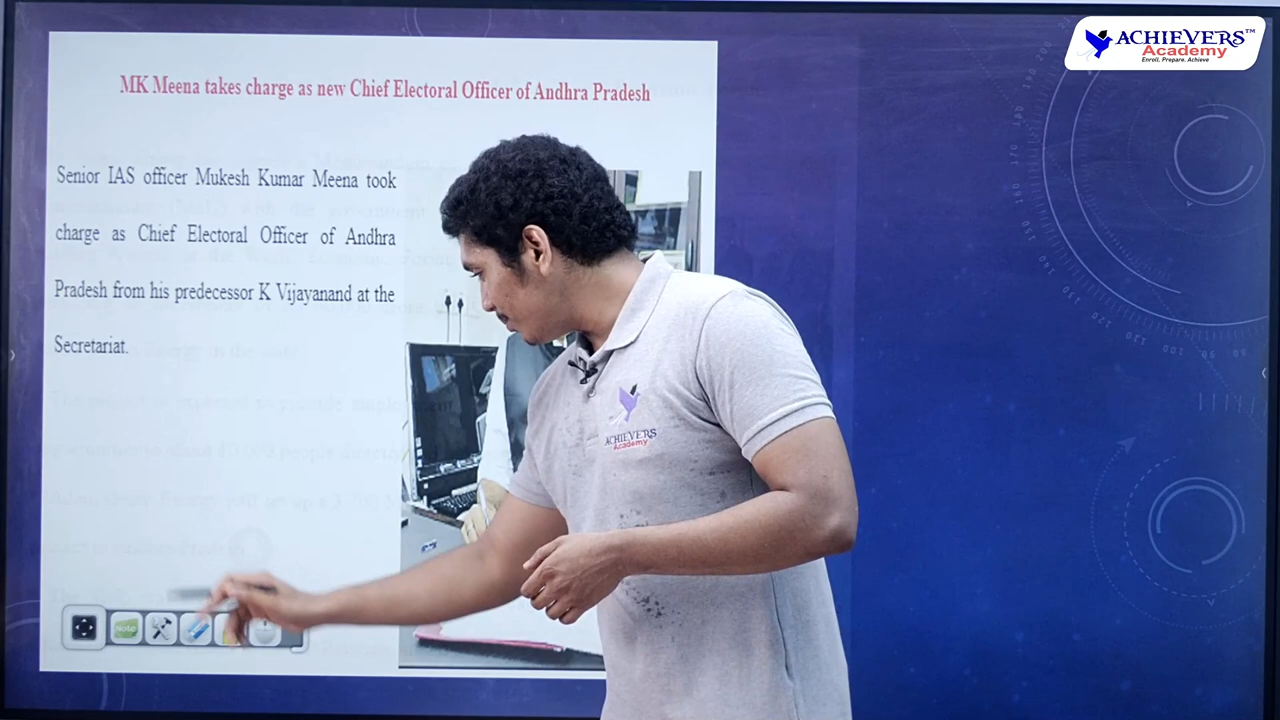 ACHIEVERS™
Academy
Enroll. Prepare. Achieve
MK Meena takes charge as new Chief Electoral Officer of Andhra Pradesh
Senior IAS officer Mukesh Kumar Meena took
charge as Chief Electoral Officer of Andhra
Pradesh from his predecessor K Vijayanand at the
Secretariat.
ACHIEVERS
Academy
Note